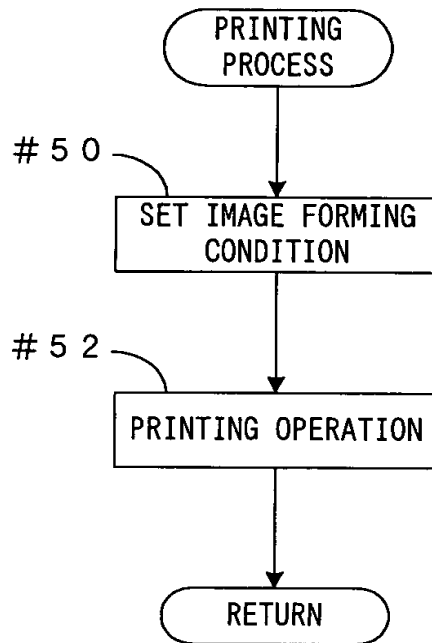 PRINTING
PROCESS
#50
SET IMAGE FORMING
CONDITION
#52
PRINTING OPERATION
RETURN